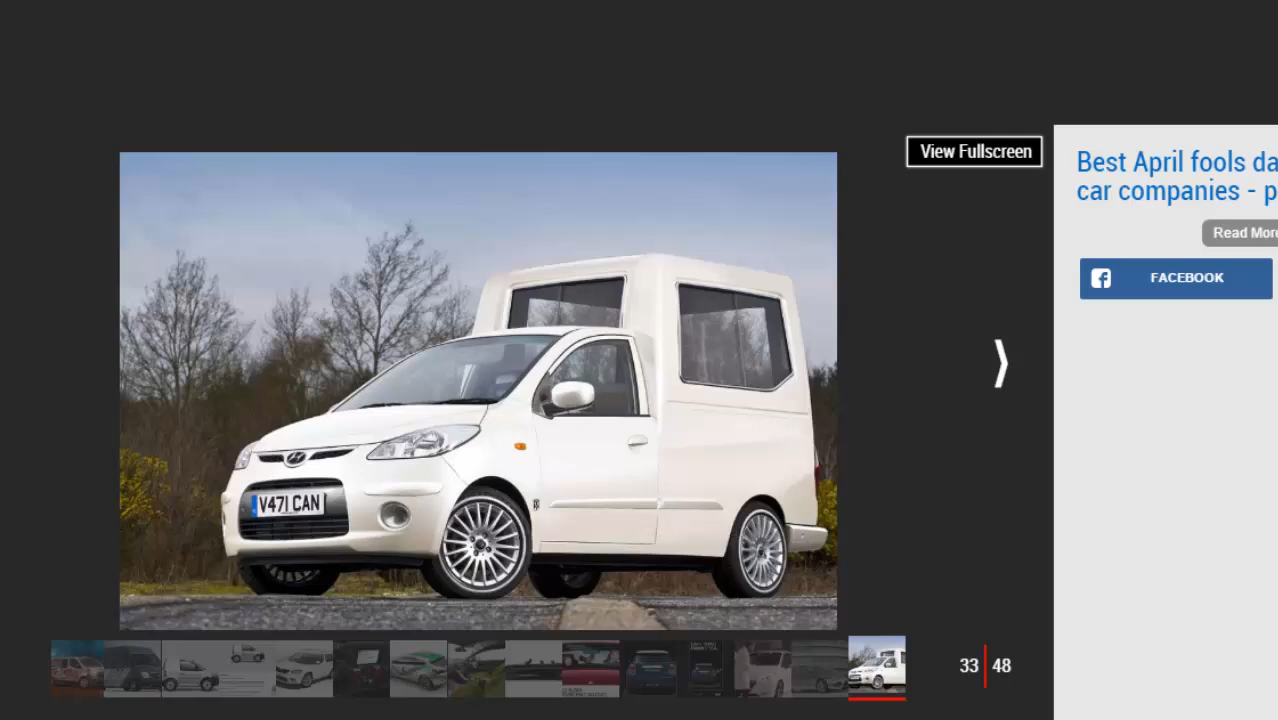 View Fullscreen
Best April fools da
car companies - p
Read More
FACEBOOK
V471 CAN
33 48